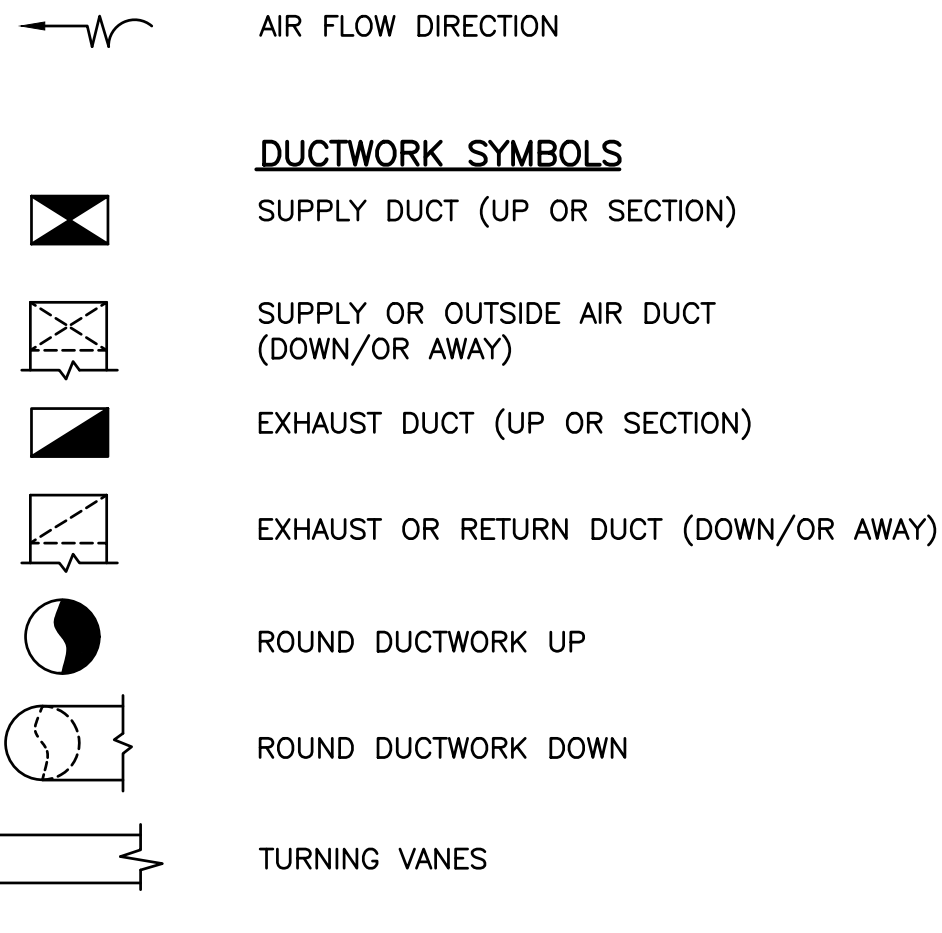 AIR FLOW DIRECTION
DUCTWORK SYMBOLS
SUPPLY DUCT (UP OR SECTION)
SUPPLY OR OUTSIDE AIR DUCT
(DOWN/OR AWAY)
EXHAUST DUCT (UP OR SECTION)
EXHAUST OR RETURN DUCT (DOWN/OR AWAY)
ROUND DUCTWORK UP
ROUND DUCTWORK DOWN
TURNING VANES